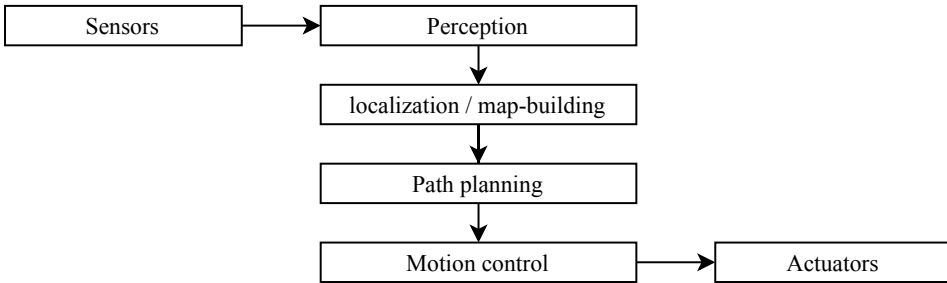 Sensors
Perception
localization / map-building
Path planning
Motion control
Actuators